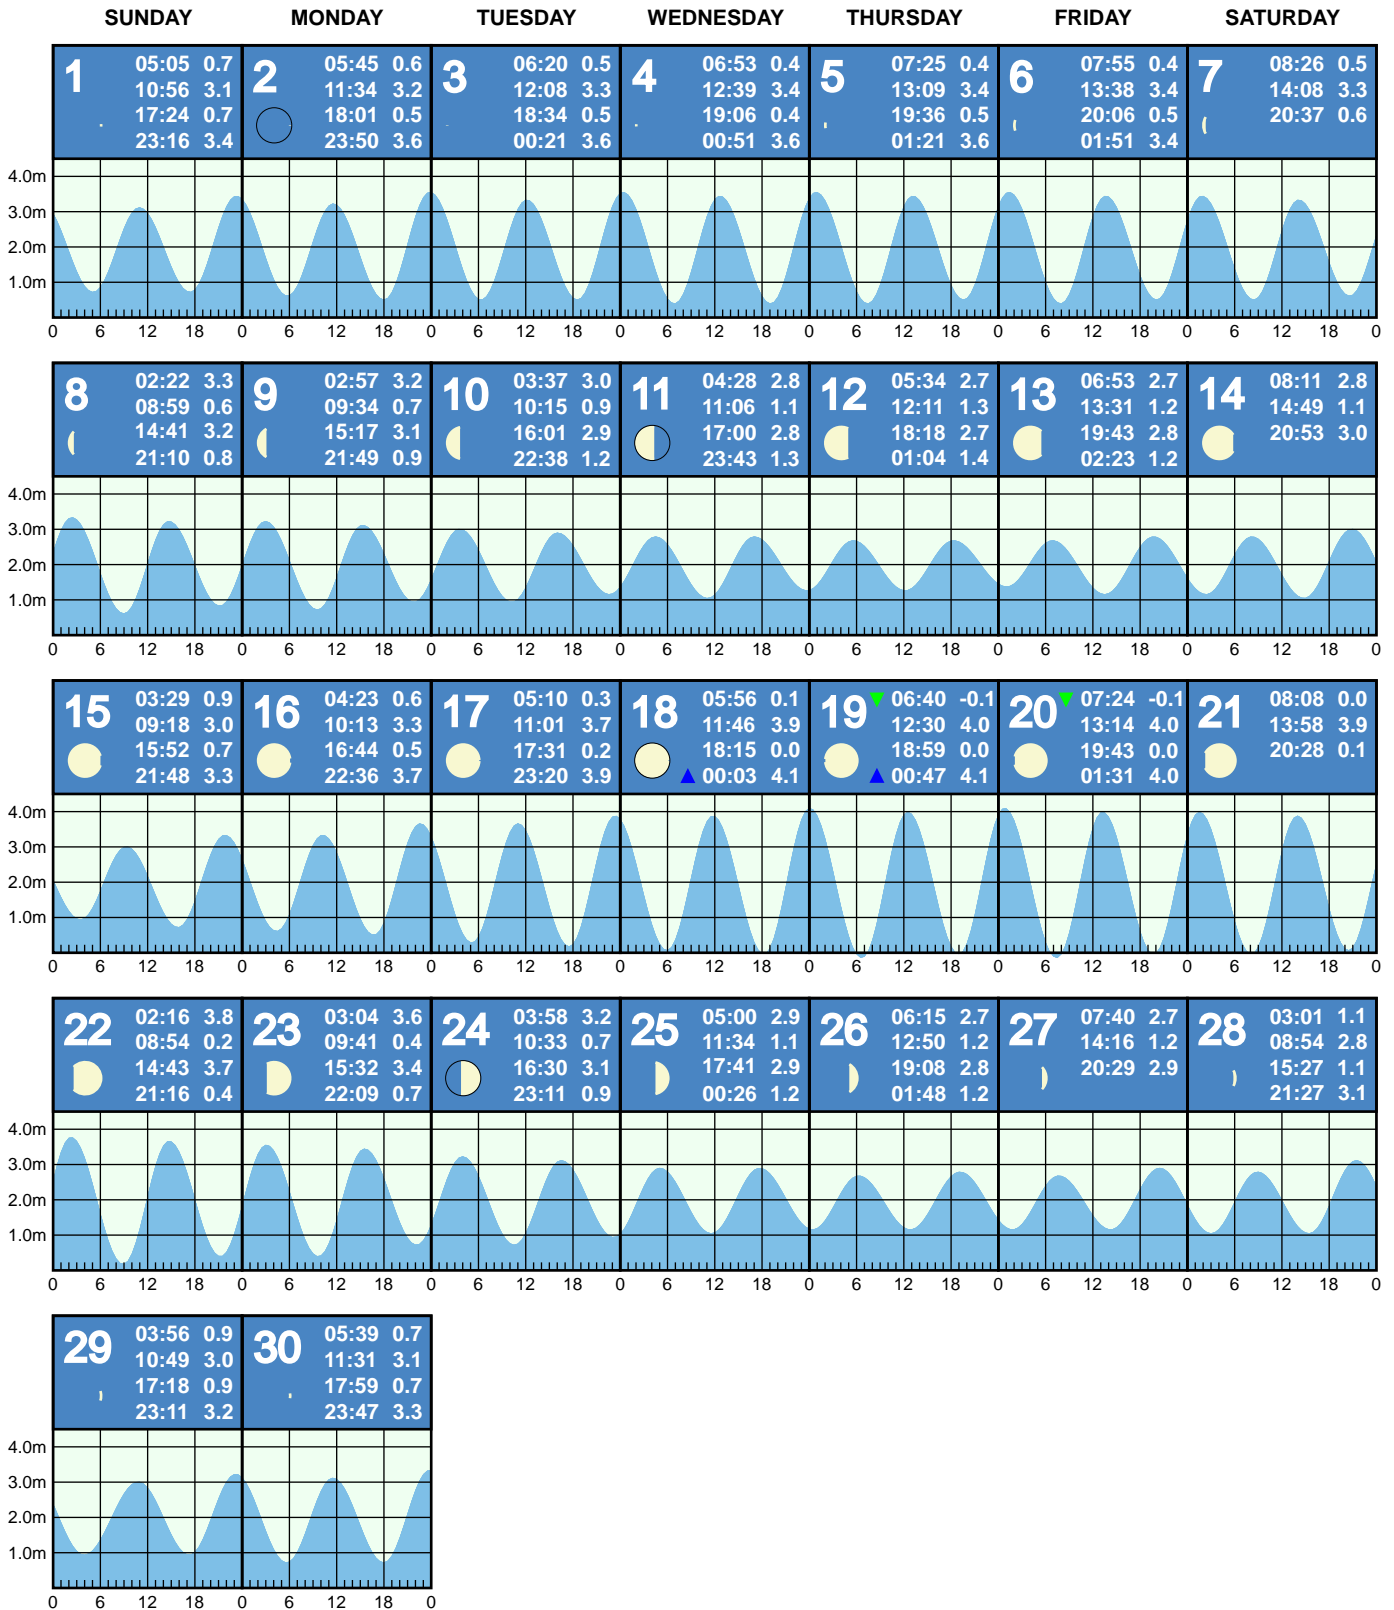 SUNDAY MONDAY TUESDAY WEDNESDAY THURSDAY FRIDAY SATURDAY
1 05:05 0.7
10:56 3.1
17:24 0.7
23:16 3.4
2 05:45 0.6
11:34 3.2
18:01 0.5
23:50 3.6
3 06:20 0.5
12:08 3.3
18:34 0.5
00:21 3.6
4 06:53 0.4
12:39 3.4
19:06 0.4
00:51 3.6
5 07:25 0.4
13:09 3.4
19:36 0.5
01:21 3.6
6 07:55 0.4
13:38 3.4
20:06 0.5
01:51 3.4
7 08:26 0.5
14:08 3.3
20:37 0.6
4.0m
3.0m
2.0m
1.0m
0 6 12 18 0 6 12 18 0 6 12 18 0 6 12 18 0 6 12 18 0 6 12 18 0 6 12 18 0
8 02:22 3.3
08:59 0.6
14:41 3.2
21:10 0.8
9 02:57 3.2
09:34 0.7
15:17 3.1
21:49 0.9
10 03:37 3.0
10:15 0.9
16:01 2.9
22:38 1.2
11 04:28 2.8
11:06 1.1
17:00 2.8
23:43 1.3
12 05:34 2.7
12:11 1.3
18:18 2.7
01:04 1.4
13 06:53 2.7
13:31 1.2
19:43 2.8
02:23 1.2
14 08:11 2.8
14:49 1.1
20:53 3.0
4.0m
3.0m
2.0m
1.0m
0 6 12 18 0 6 12 18 0 6 12 18 0 6 12 18 0 6 12 18 0 6 12 18 0 6 12 18 0
15 03:29 0.9
09:18 3.0
15:52 0.7
21:48 3.3
16 04:23 0.6
10:13 3.3
16:44 0.5
22:36 3.7
17 05:10 0.3
11:01 3.7
17:31 0.2
23:20 3.9
18 05:56 0.1
11:46 3.9
18:15 0.0
00:03 4.1
19 06:40 -0.1
12:30 4.0
18:59 0.0
00:47 4.1
20 07:24 -0.1
13:14 4.0
19:43 0.0
01:31 4.0
21 08:08 0.0
13:58 3.9
20:28 0.1
4.0m
3.0m
2.0m
1.0m
0 6 12 18 0 6 12 18 0 6 12 18 0 6 12 18 0 6 12 18 0 6 12 18 0 6 12 18 0
22 02:16 3.8
08:54 0.2
14:43 3.7
21:16 0.4
23 03:04 3.6
09:41 0.4
15:32 3.4
22:09 0.7
24 03:58 3.2
10:33 0.7
16:30 3.1
23:11 0.9
25 05:00 2.9
11:34 1.1
17:41 2.9
00:26 1.2
26 06:15 2.7
12:50 1.2
19:08 2.8
01:48 1.2
27 07:40 2.7
14:16 1.2
20:29 2.9
28 03:01 1.1
08:54 2.8
15:27 1.1
21:27 3.1
4.0m
3.0m
2.0m
1.0m
0 6 12 18 0 6 12 18 0 6 12 18 0 6 12 18 0 6 12 18 0 6 12 18 0 6 12 18 0
29 03:56 0.9
10:49 3.0
17:18 0.9
23:11 3.2
30 05:39 0.7
11:31 3.1
17:59 0.7
23:47 3.3
4.0m
3.0m
2.0m
1.0m
0 6 12 18 0 6 12 18 0